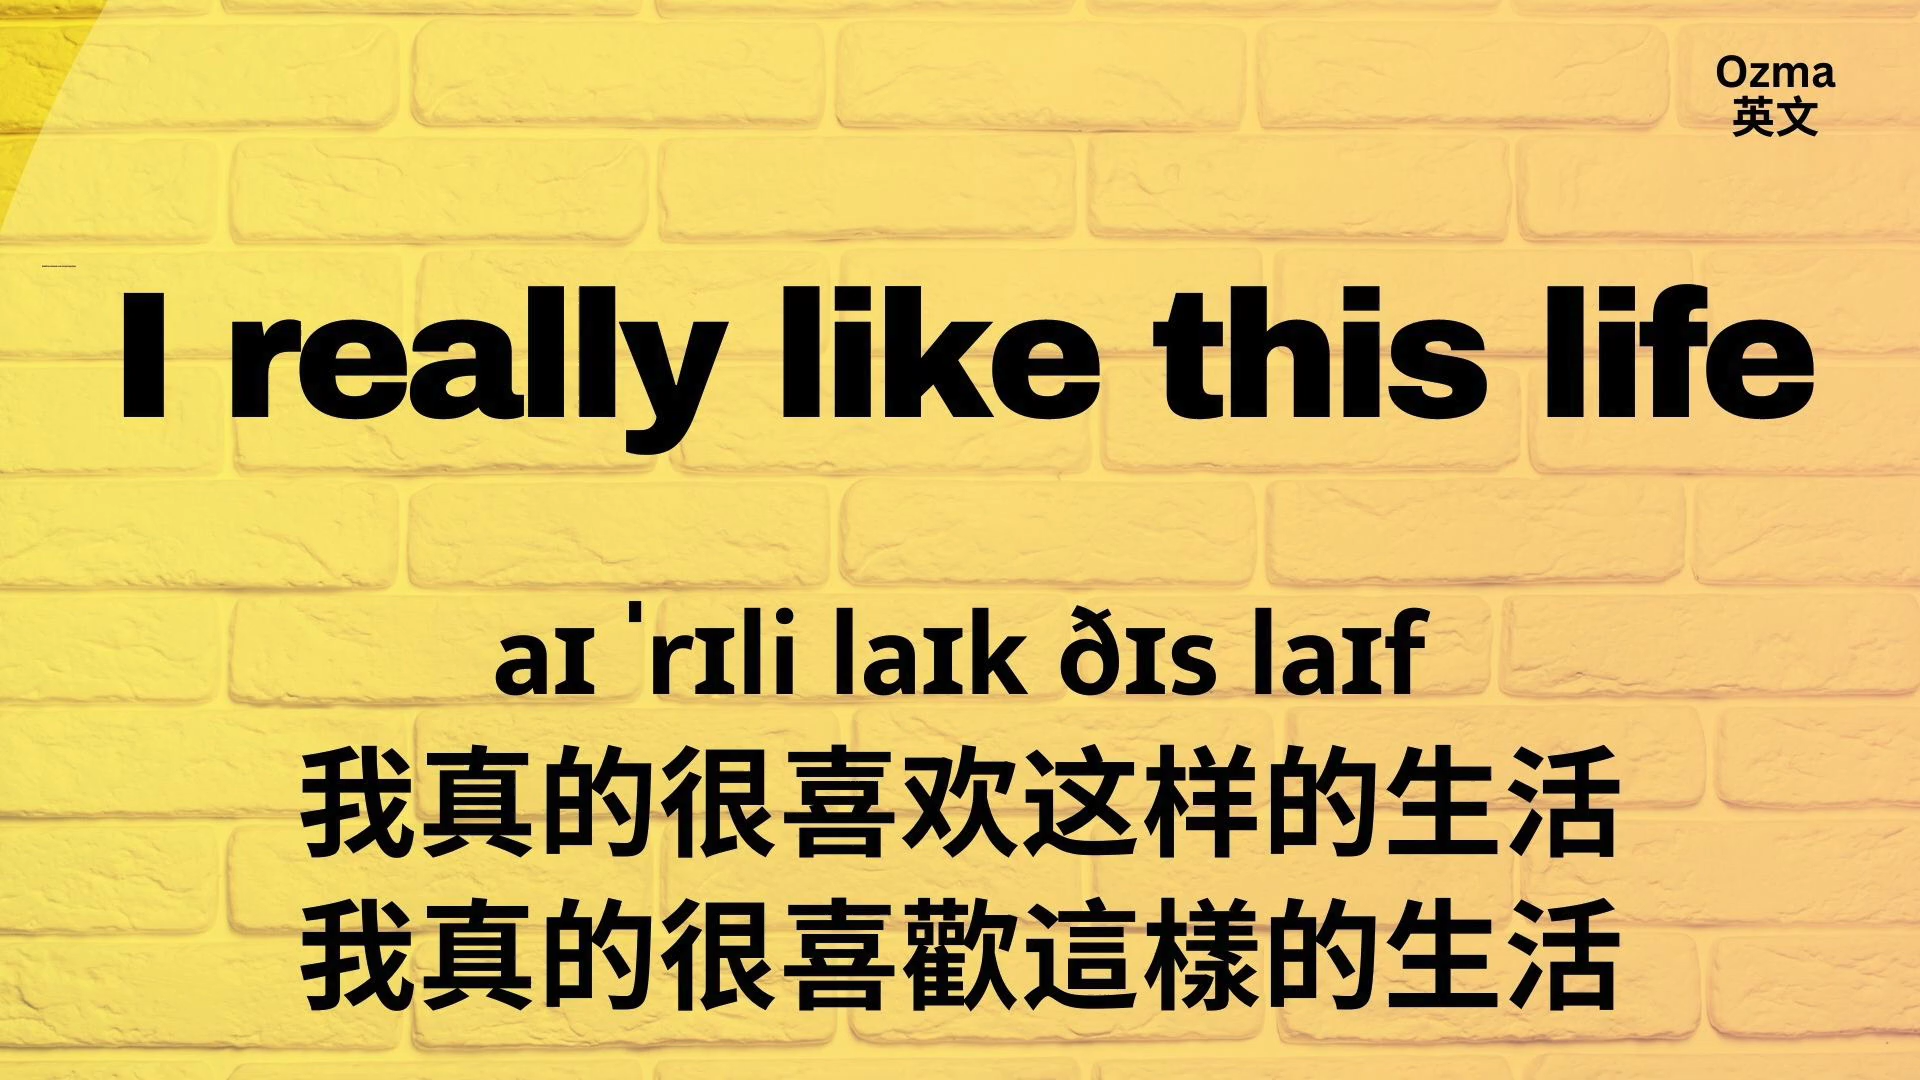 Ozma
英文
I really like this life
aɪ ˈrɪli laɪk ðɪs laɪf
我真的很喜欢这样的生活
我真的很喜歡這樣的生活